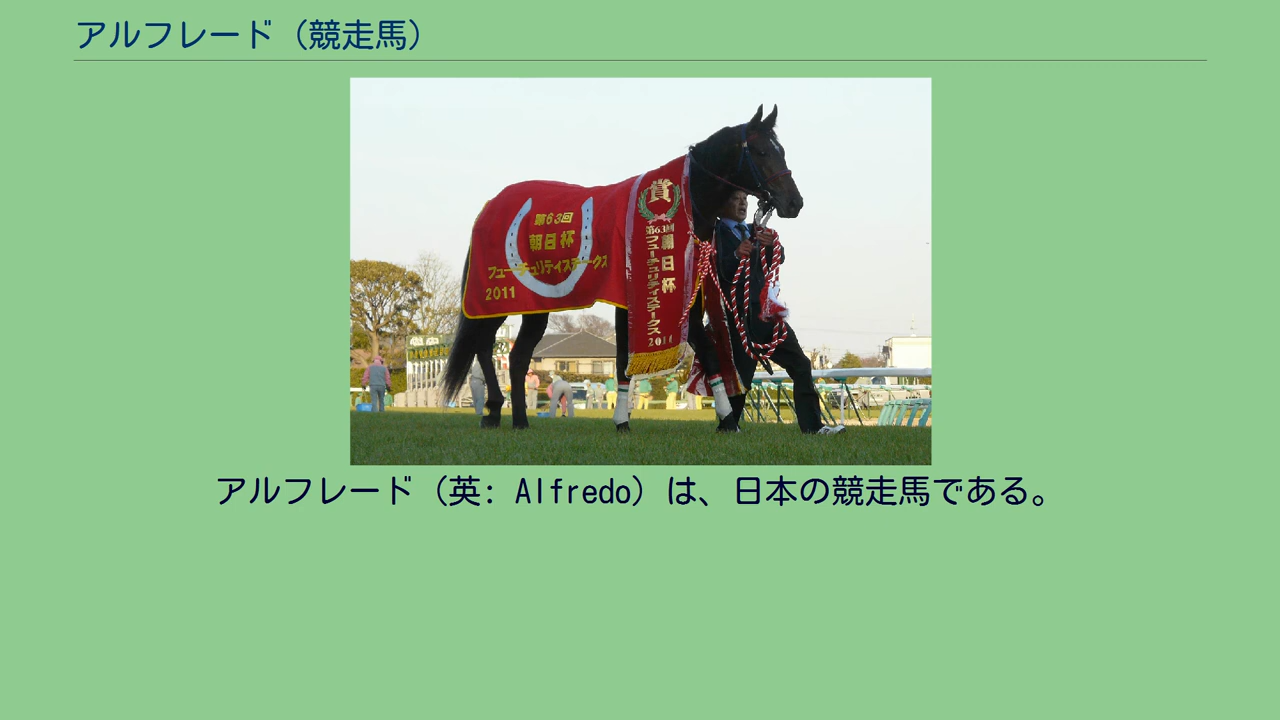 アルフレード（競走馬）
第63回
朝日杯
フューチュリティステークス
2011
賞
第63回
朝日杯
フューチュリティステークス
2011
アルフレード（英: Alfredo）は、日本の競走馬である。